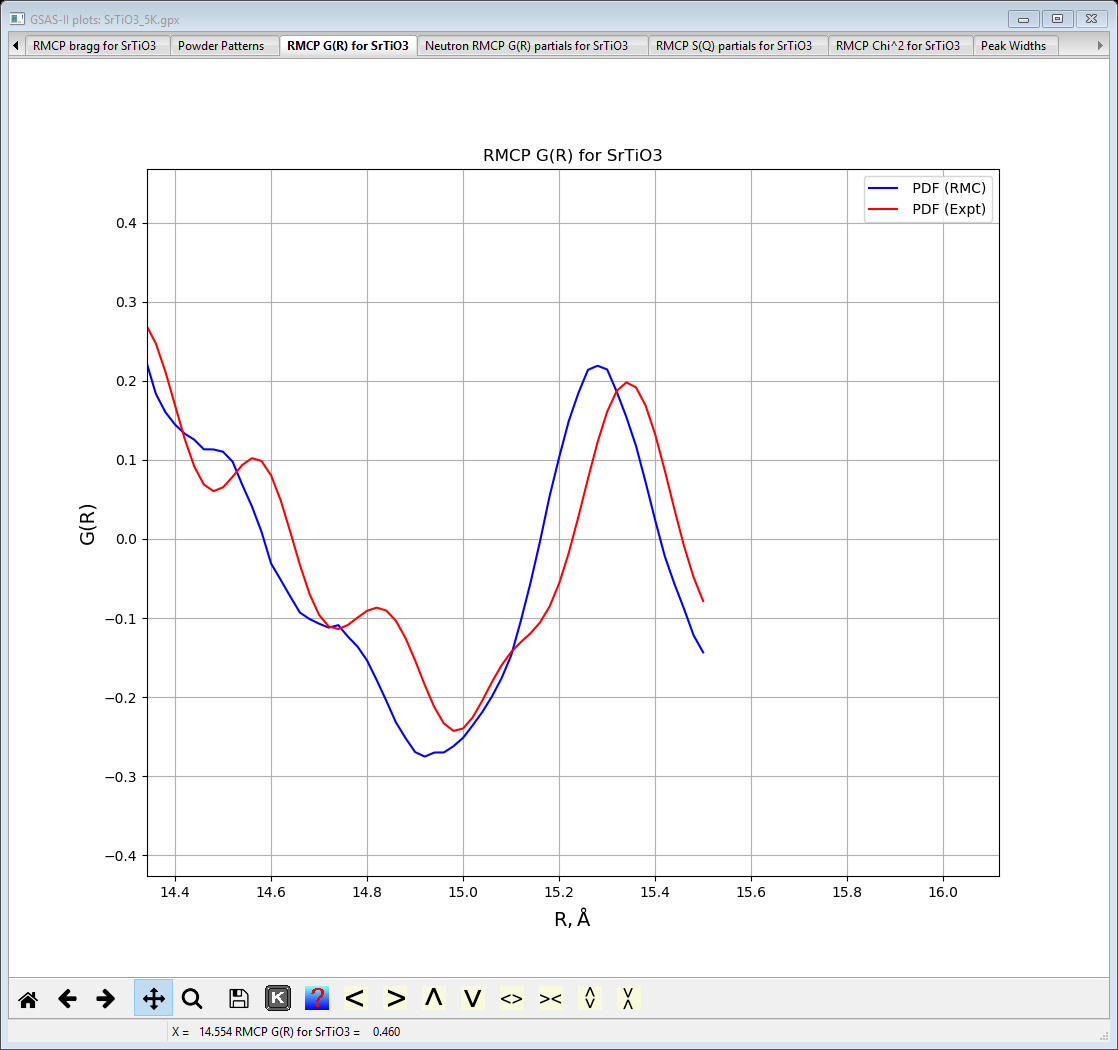 GSAS-II plots: SrTiO3_5K.gpx
RMCP bragg for SrTiO3 Powder Patterns RMCP G(R) for SrTiO3 Neutron RMCP G(R) partials for SrTiO3 RMCP S(Q) partials for SrTiO3 RMCP Chi^2 for SrTiO3 Peak Widths
RMCP G(R) for SrTiO3
PDF (RMC)
PDF (Expt)
0.4
0.3
0.2
0.1
0.0
−0.1
−0.2
−0.3
−0.4
G(R)
14.4 14.6 14.8 15.0 15.2 15.4 15.6 15.8 16.0
R, Å
K ? < > Λ V <> ><
X = 14.554 RMCP G(R) for SrTiO3 = 0.460